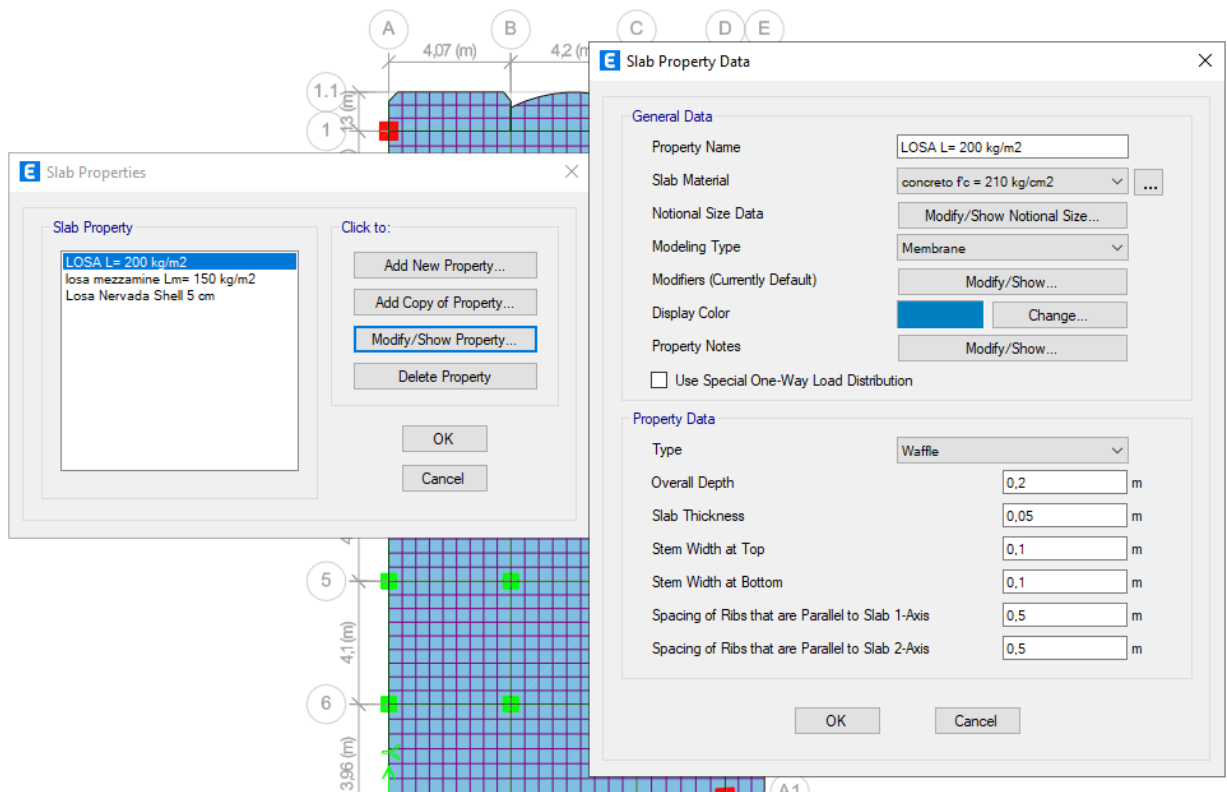 A
B
C
D
E
4,07 (m)
4,2 (m
1.1
1
3 (m)
E Slab Properties
Slab Property
LOSA L= 200 kg/m2
losa mezzamine Lm= 150 kg/m2
Losa Nervada Shell 5 cm
Click to:
Add New Property...
Add Copy of Property...
Modify/Show Property...
Delete Property
OK
Cancel
E Slab Property Data
General Data
Property Name LOSA L= 200 kg/m2
Slab Material concreto f'c = 210 kg/cm2 ...
Notional Size Data Modify/Show Notional Size...
Modeling Type Membrane
Modifiers (Currently Default) Modify/Show...
Display Color Change...
Property Notes Modify/Show...
Use Special One-Way Load Distribution
Property Data
Type Waffle
Overall Depth 0,2 m
Slab Thickness 0,05 m
Stem Width at Top 0,1 m
Stem Width at Bottom 0,1 m
Spacing of Ribs that are Parallel to Slab 1-Axis 0,5 m
Spacing of Ribs that are Parallel to Slab 2-Axis 0,5 m
OK Cancel
5
4,1 (m)
6
3,96 (m)
A1